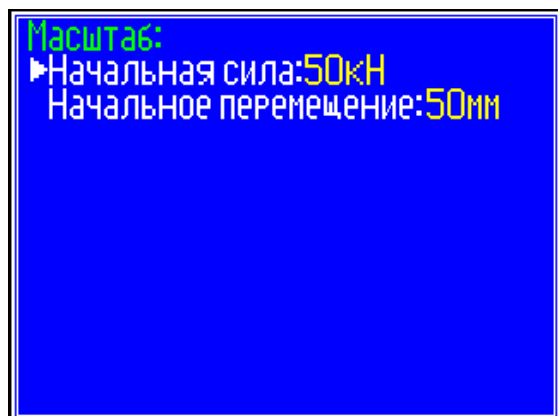 Масштаб:
Начальная сила:50кН
Начальное перемещение:50мм